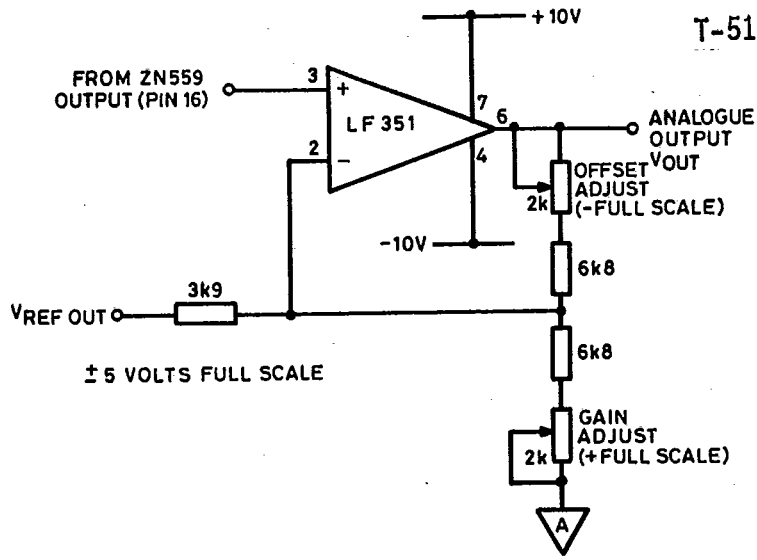 +10V
T-51
FROM ZN559
OUTPUT (PIN 16)
3
+
LF 351
7
6
2
−
4
ANALOGUE
OUTPUT
VOUT
OFFSET
ADJUST
(-FULL SCALE)
2k
-10V
6k8
3k9
VREF OUT
6k8
± 5 VOLTS FULL SCALE
GAIN
ADJUST
(+FULL SCALE)
2k
A